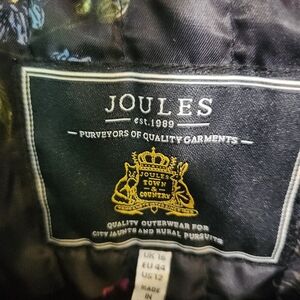 JOULES
est.1989
PURVEYORS OF QUALITY GARMENTS
JOULES
TOWN
&
COUNTRY
QUALITY OUTERWEAR FOR
CITY JAUNTS AND RURAL PURSUITS
UK 16
EU 44
US 12
MADE
IN